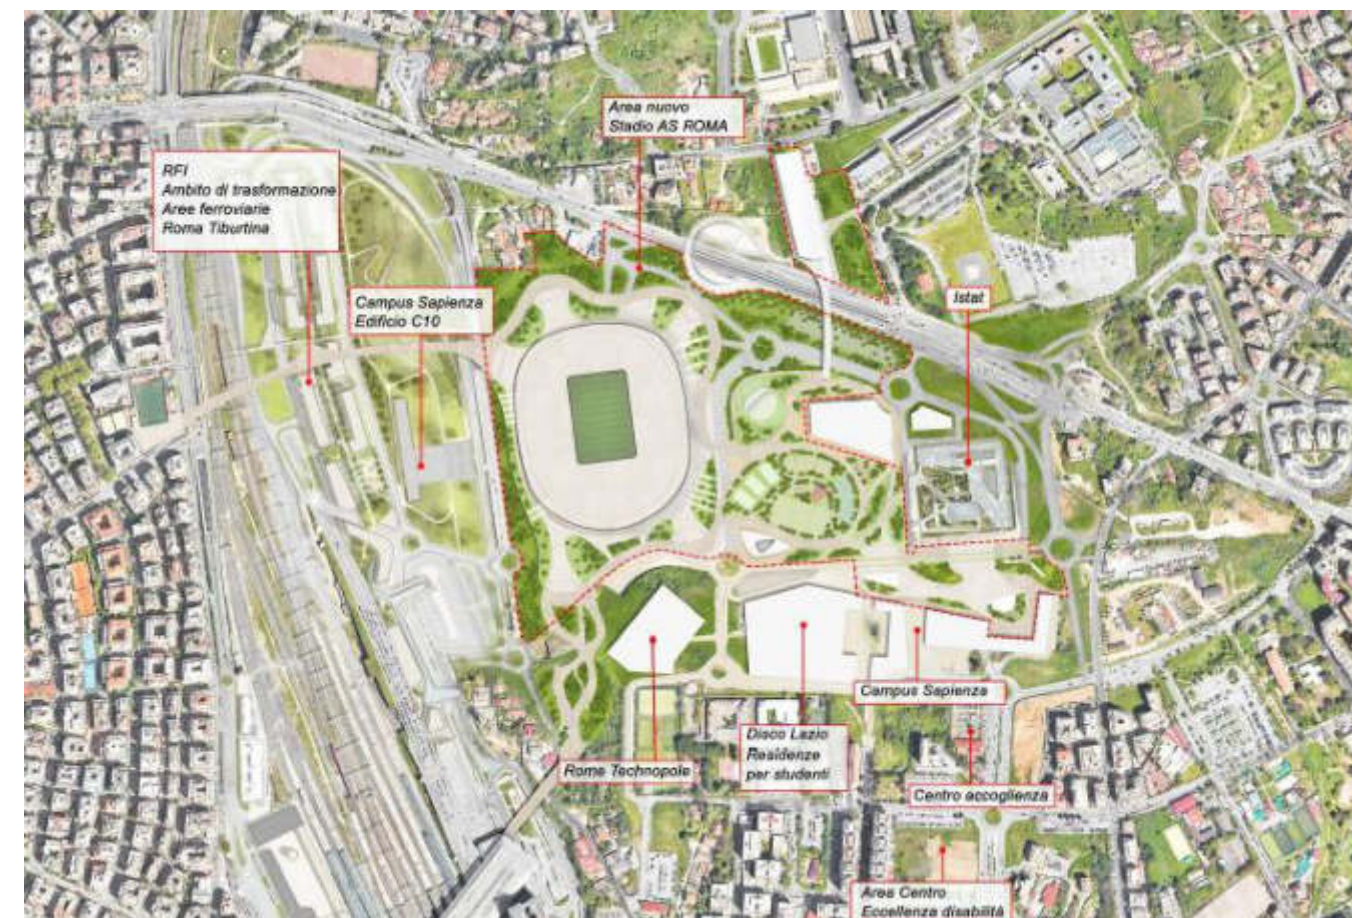 Area nuovo
Stadio AS ROMA
RFI
Ambito di trasformazione
Aree ferroviarie
Roma Tiburtina
Campus Sapienza
Edificio C10
Istat
Campus Sapienza
Disco Lazio
Residenze
per studenti
Rome Technopole
Centro accoglienza
Area Centro
Eccellenza disabilità